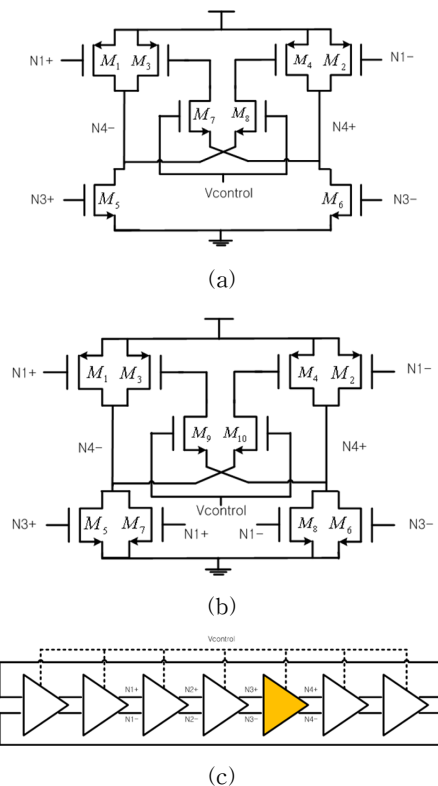 N1+ M1 M3 M4 M2 N1−
M7 M8
N4− N4+
Vcontrol
N3+ M5 M6 N3−
(a)
N1+ M1 M3 M4 M2 N1−
M9 M10
N4− N4+
Vcontrol
N3+ M5 M7 N1+ N1− M8 M6 N3−
(b)
Vcontrol
N1+ N2+ N3+ N4+
N1− N2− N3− N4−
(c)